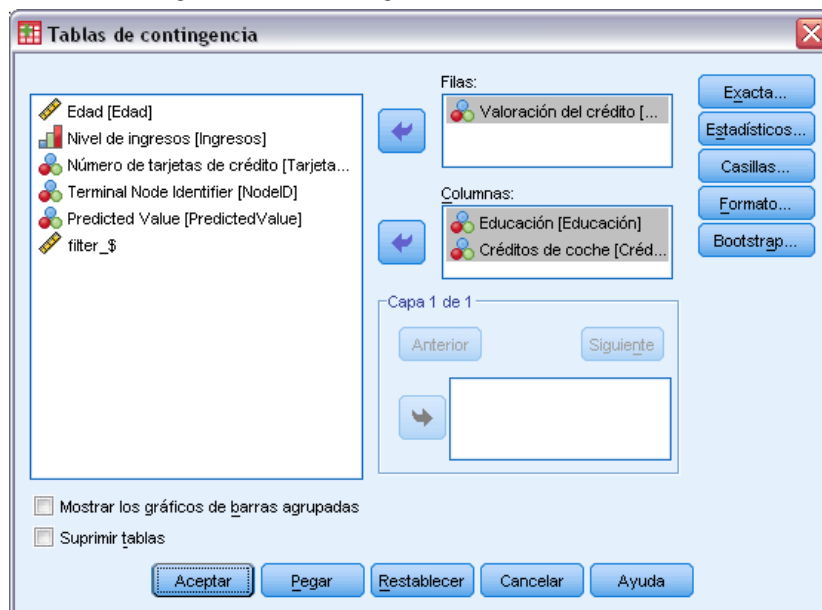 Tablas de contingencia
Edad [Edad]
Nivel de ingresos [Ingresos]
Número de tarjetas de crédito [Tarjeta...
Terminal Node Identifier [NodeID]
Predicted Value [PredictedValue]
filter_$
Filas:
Valoración del crédito [...
Columnas:
Educación [Educación]
Créditos de coche [Créd...
Capa 1 de 1
Anterior
Siguiente
Exacta...
Estadísticos...
Casillas...
Formato...
Bootstrap...
Mostrar los gráficos de barras agrupadas
Suprimir tablas
Aceptar
Pegar
Restablecer
Cancelar
Ayuda